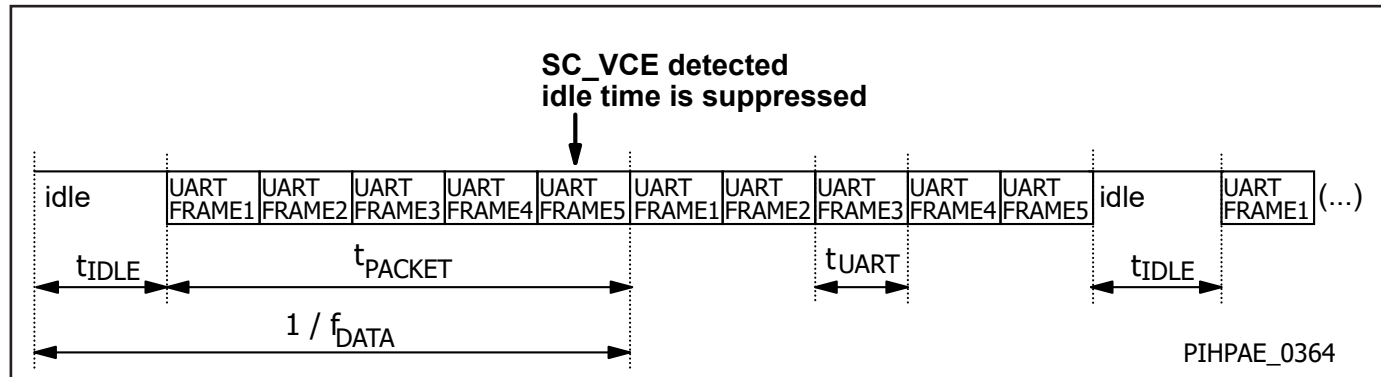 SC_VCE detected
idle time is suppressed
idle
UART
FRAME1
UART
FRAME2
UART
FRAME3
UART
FRAME4
UART
FRAME5
UART
FRAME1
UART
FRAME2
UART
FRAME3
UART
FRAME4
UART
FRAME5
idle
UART
FRAME1
(...)
tIDLE
tPACKET
tUART
tIDLE
1 / fDATA
PIHPAE_0364